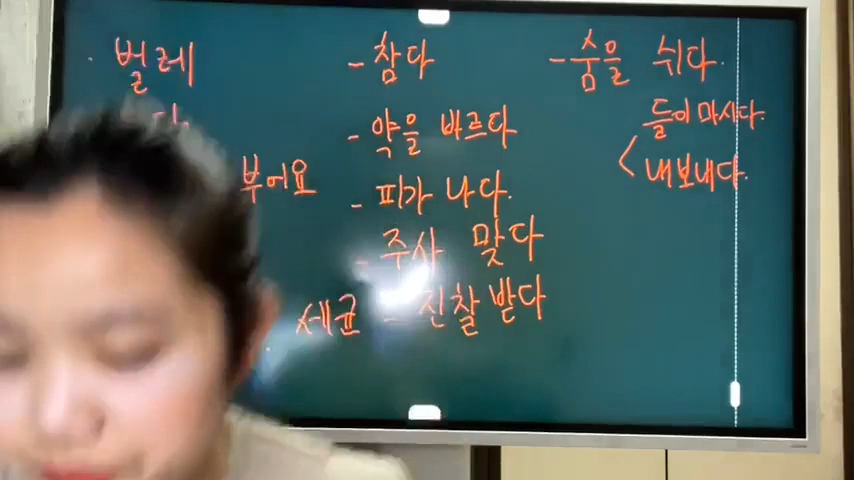 벌레
부어요
- 참다
- 약을 바르다
- 피가 나다.
- 주사 맞다
세균 - 진찰 받다
- 숨을 쉬다.
들이 마시다.
< 내보내다.